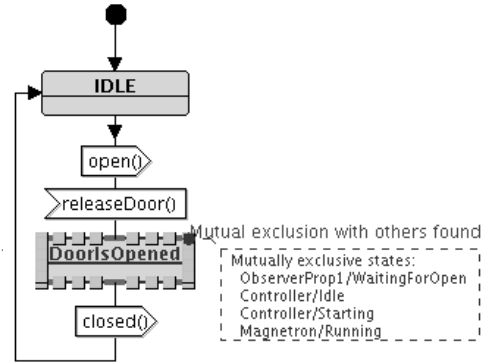 IDLE
open()
releaseDoor()
Mutual exclusion with others found
DoorIsOpened
Mutually exclusive states:
ObserverProp1/WaitingForOpen
Controller/Idle
Controller/Starting
Magnetron/Running
closed()